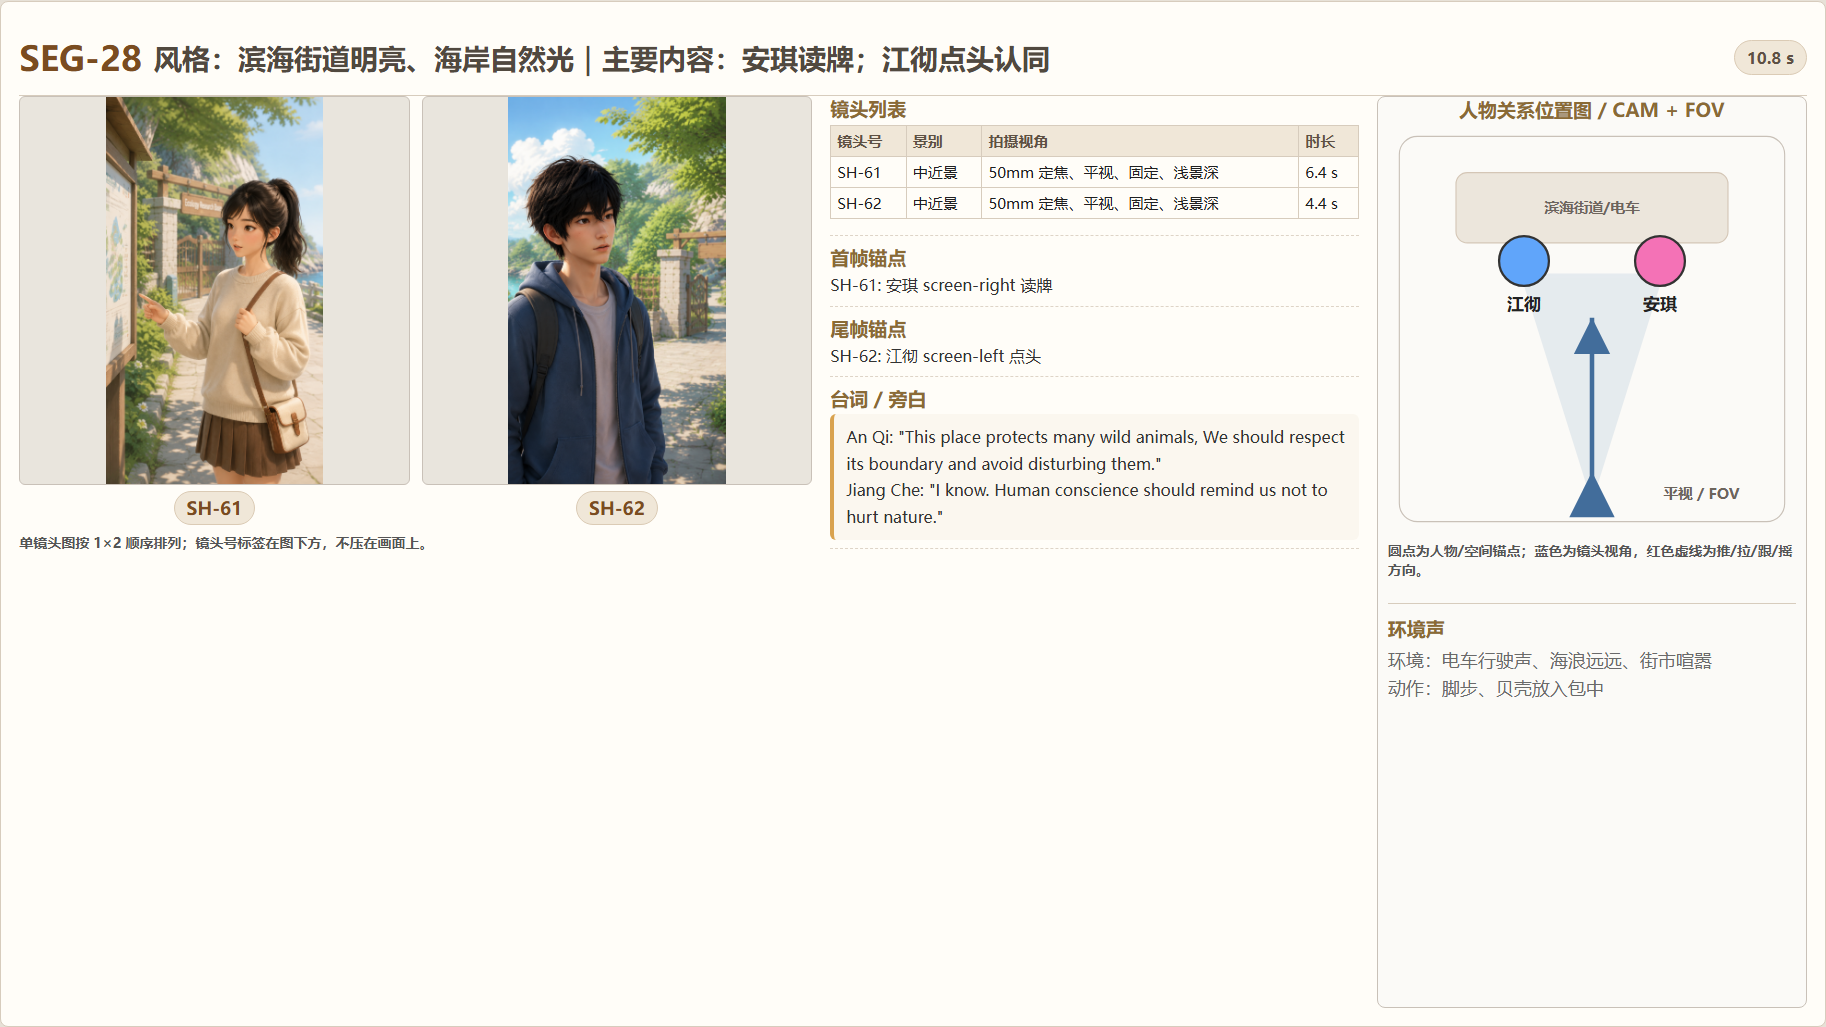 SEG-28 风格：滨海街道明亮、海岸自然光 | 主要内容：安琪读牌；江彻点头认同
10.8 s
SH-61
SH-62
单镜头图按 1×2 顺序排列；镜头号标签在图下方，不压在画面上。
镜头列表
镜头号 景别 拍摄视角 时长
SH-61 中近景 50mm 定焦、平视、固定、浅景深 6.4 s
SH-62 中近景 50mm 定焦、平视、固定、浅景深 4.4 s
首帧锚点
SH-61: 安琪 screen-right 读牌
尾帧锚点
SH-62: 江彻 screen-left 点头
台词 / 旁白
An Qi: "This place protects many wild animals, We should respect
its boundary and avoid disturbing them."
Jiang Che: "I know. Human conscience should remind us not to
hurt nature."
人物关系位置图 / CAM + FOV
滨海街道/电车
江彻
安琪
平视 / FOV
圆点为人物/空间锚点；蓝色为镜头视角，红色虚线为推/拉/跟/摇
方向。
环境声
环境：电车行驶声、海浪远远、街市喧嚣
动作：脚步、贝壳放入包中